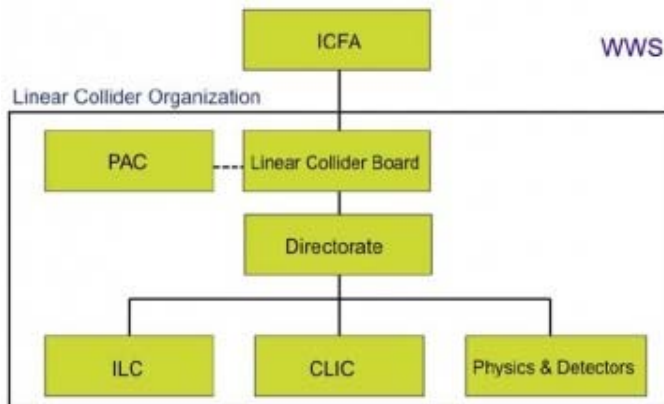 ICFA
WWS
Linear Collider Organization
PAC
Linear Collider Board
Directorate
ILC
CLIC
Physics & Detectors